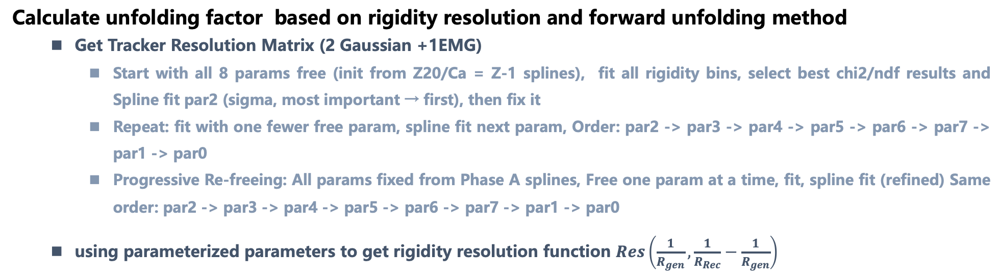 Calculate unfolding factor  based on rigidity resolution and forward unfolding method
■ Get Tracker Resolution Matrix (2 Gaussian +1EMG)
■ Start with all 8 params free (init from Z20/Ca = Z-1 splines),  fit all rigidity bins, select best chi2/ndf results and
Spline fit par2 (sigma, most important → first), then fix it
■ Repeat: fit with one fewer free param, spline fit next param, Order: par2 -> par3 -> par4 -> par5 -> par6 -> par7 ->
par1 -> par0
■ Progressive Re-freeing: All params fixed from Phase A splines, Free one param at a time, fit, spline fit (refined) Same
order: par2 -> par3 -> par4 -> par5 -> par6 -> par7 -> par1 -> par0
■ using parameterized parameters to get rigidity resolution function Res(1/R_gen, 1/R_Rec − 1/R_gen)